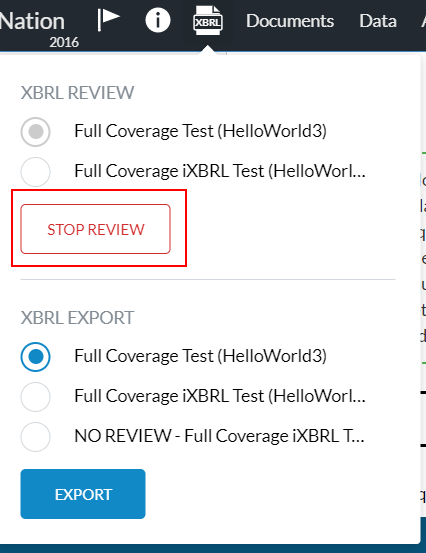 Nation
2016
i
XBRL
Documents
Data
XBRL REVIEW
Full Coverage Test (HelloWorld3)
Full Coverage iXBRL Test (HelloWorl...
STOP REVIEW
XBRL EXPORT
Full Coverage Test (HelloWorld3)
Full Coverage iXBRL Test (HelloWorl...
NO REVIEW - Full Coverage iXBRL T...
EXPORT